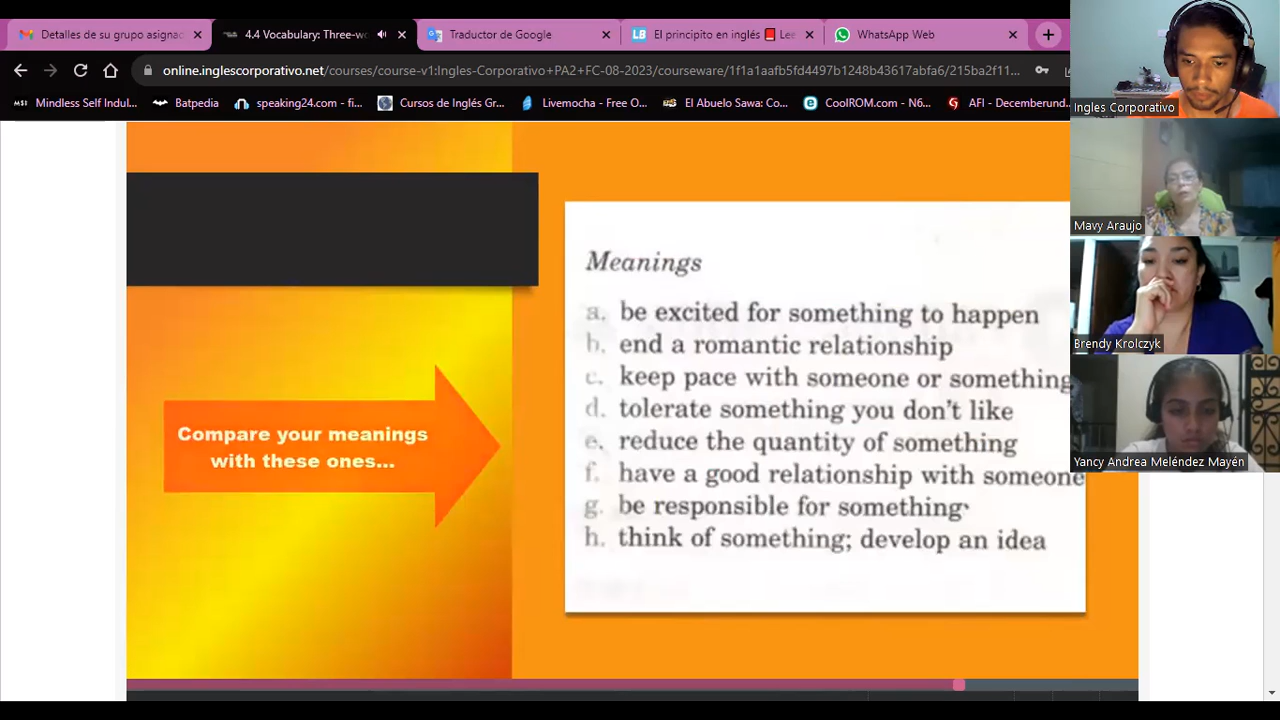 Detalles de su grupo asignac
4.4 Vocabulary: Three-wo
Traductor de Google
El principito en inglés 📕 Lee
WhatsApp Web
online.inglescorporativo.net/courses/course-v1:Ingles-Corporativo+PA2+FC-08-2023/courseware/1f1a1aafb5fd4497b1248b43617abfa6/215ba2f11...
Mindless Self Indul...
Batpedia
speaking24.com - fi...
Cursos de Inglés Gr...
Livemocha - Free O...
El Abuelo Sawa: Co...
CoolROM.com - N6...
AFI - Decemberund...
Ingles Corporativo
Mavy Araujo
Brendy Krolczyk
Yancy Andrea Meléndez Mayén
Compare your meanings
with these ones...
Meanings
a. be excited for something to happen
b. end a romantic relationship
c. keep pace with someone or something
d. tolerate something you don't like
e. reduce the quantity of something
f. have a good relationship with someone
g. be responsible for something
h. think of something; develop an idea